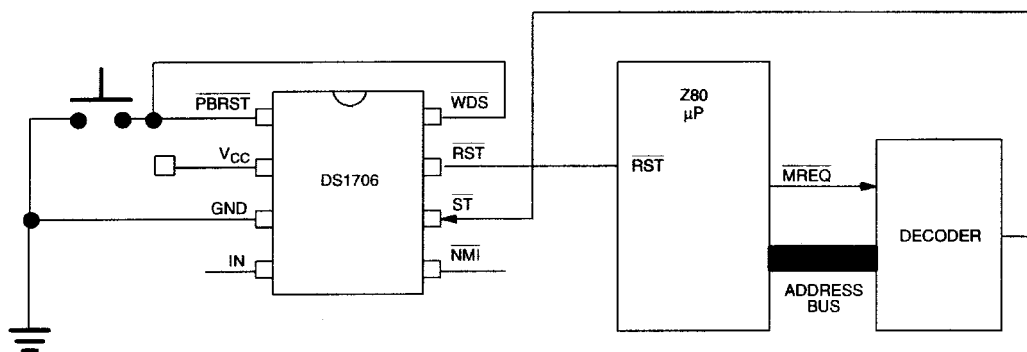 PBRST
WDS
VCC
RST
DS1706
GND
ST
IN
NMI
Z80
µP
RST
MREQ
DECODER
ADDRESS
BUS